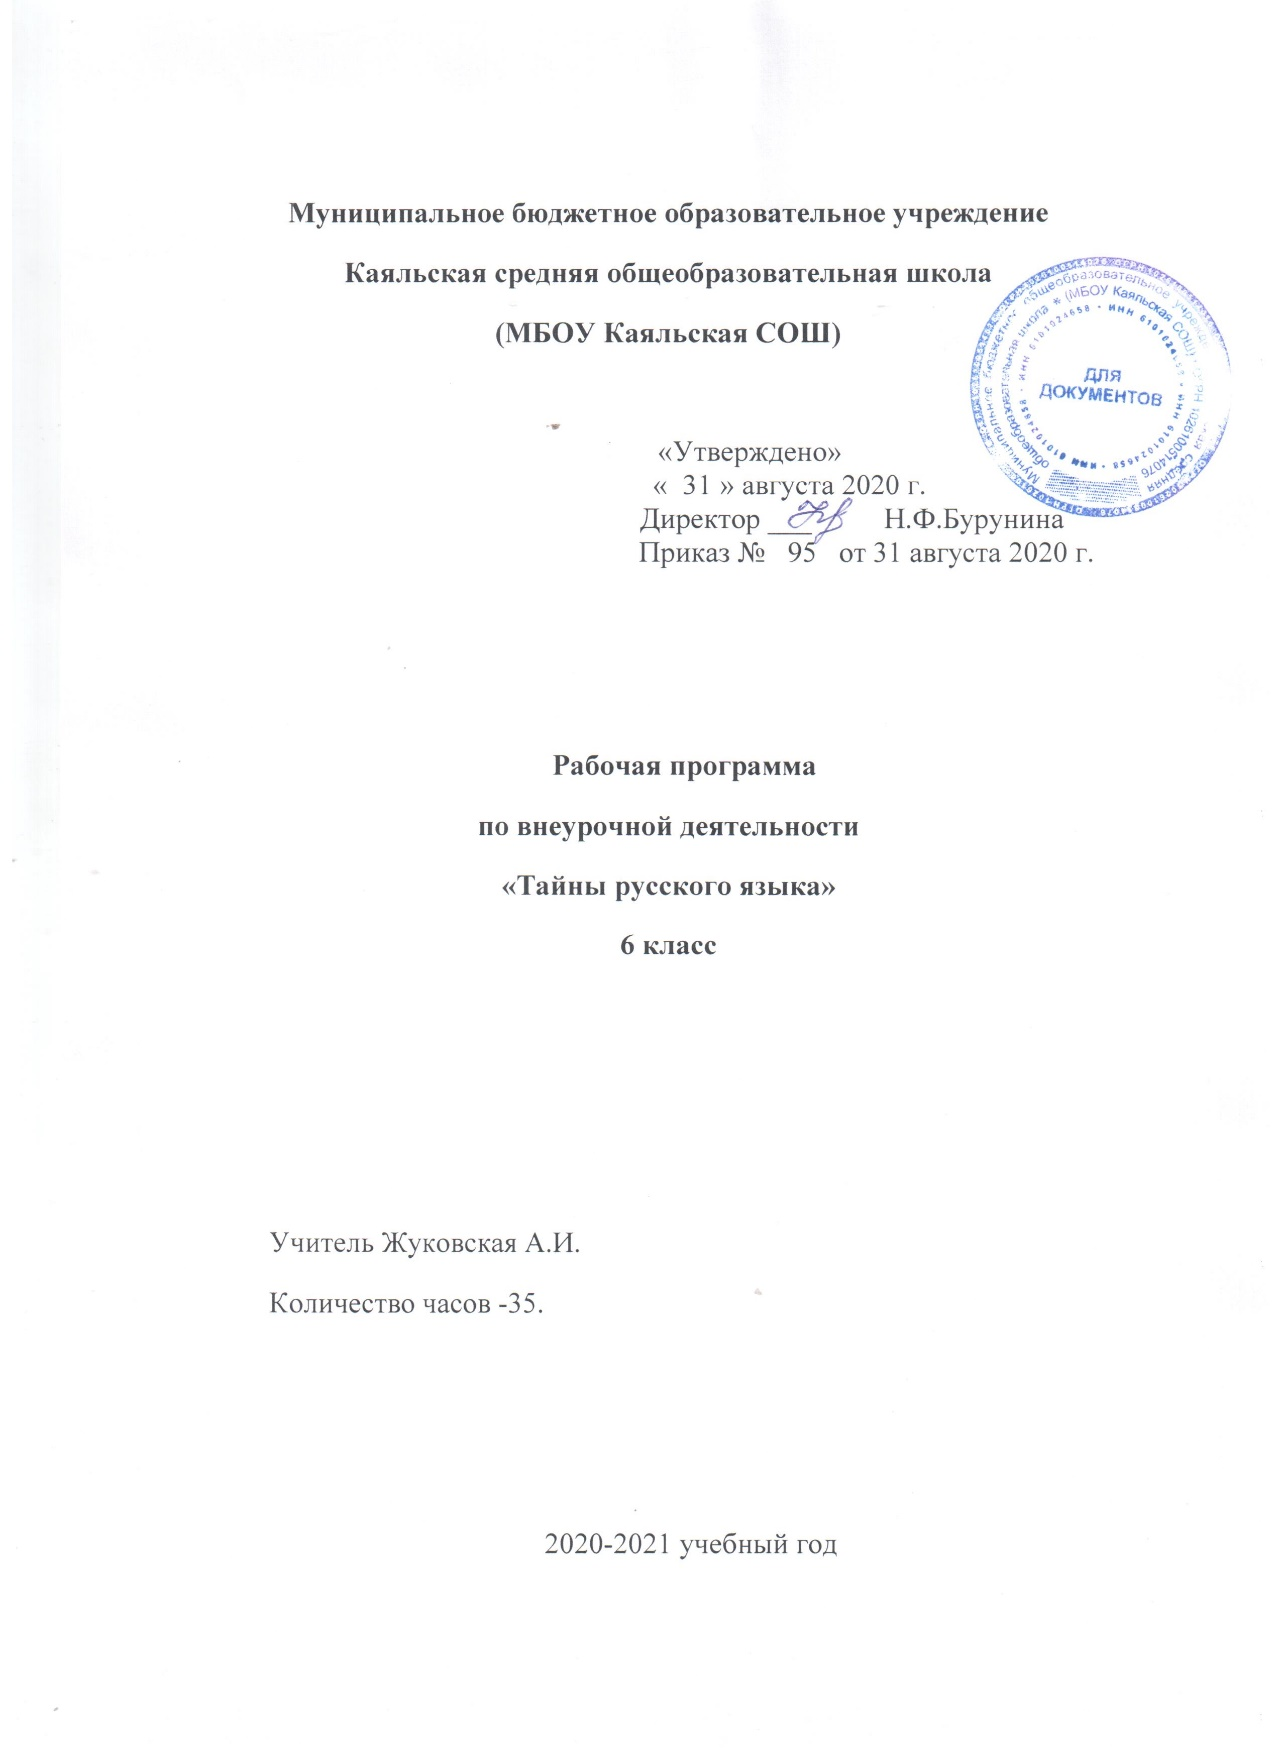 Муниципальное бюджетное образовательное учреждение
Каяльская средняя общеобразовательная школа
(МБОУ Каяльская СОШ)
ДЛЯ
ДОКУМЕНТОВ
«Утверждено»
«  31 » августа 2020 г.
Директор ___ Н.Ф.Бурунина
Приказ №   95   от 31 августа 2020 г.
Рабочая программа
по внеурочной деятельности
«Тайны русского языка»
6 класс
Учитель Жуковская А.И.
Количество часов -35.
2020-2021 учебный год